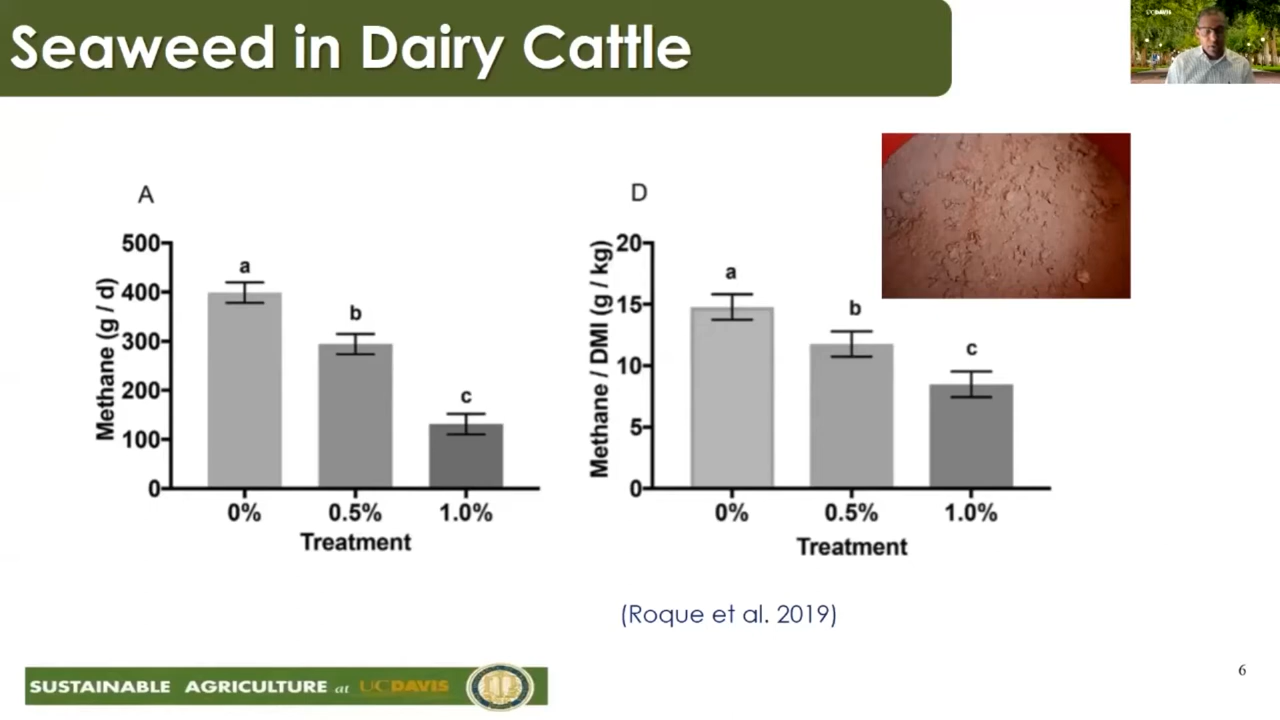 Seaweed in Dairy Cattle
UCDAVIS
A
Methane (g / d)
500
400
300
200
100
0
a
b
c
0%
0.5%
1.0%
Treatment
D
Methane / DMI (g / kg)
20
15
10
5
0
a
b
c
0%
0.5%
1.0%
Treatment
(Roque et al. 2019)
SUSTAINABLE AGRICULTURE at UCDAVIS
6